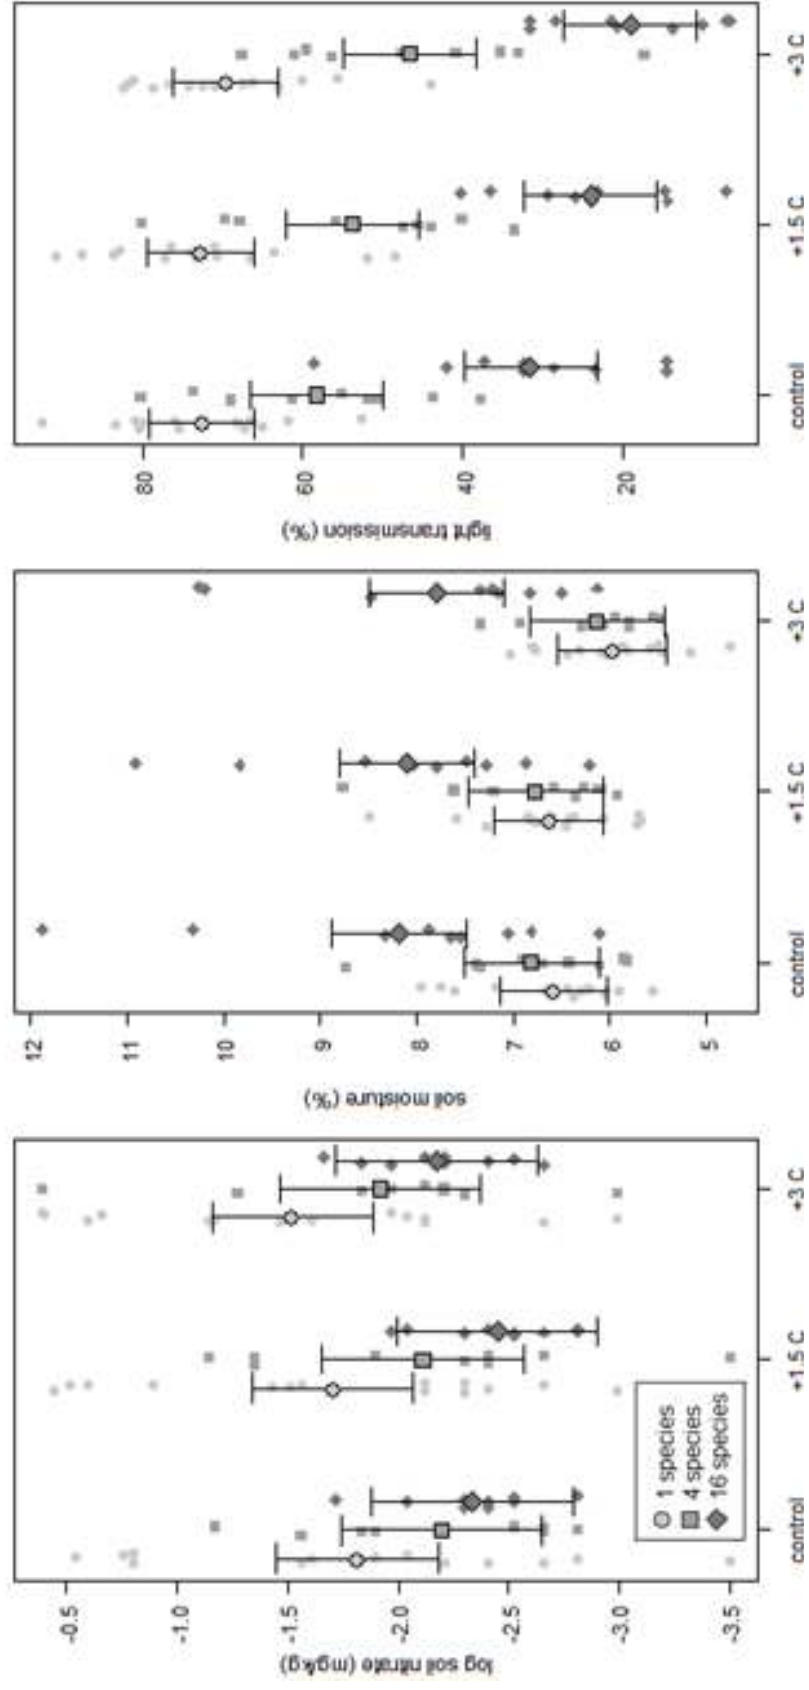 log soil nitrate (mg/kg)
-0.5
-1.0
-1.5
-2.0
-2.5
-3.0
-3.5
control
+1.5 C
+3 C
1 species
4 species
16 species
soil moisture (%)
12
11
10
9
8
7
6
5
control
+1.5 C
+3 C
light transmission (%)
80
60
40
20
control
+1.5 C
+3 C